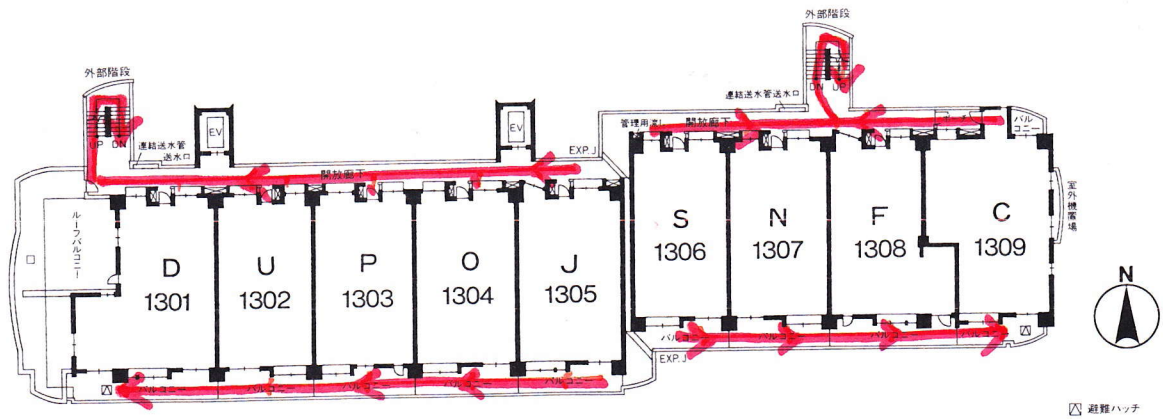 外部階段
DN UP
連結送水管送水口
外部階段
UP DN
連結送水管
送水口
EV
EV
EXP.J
管理用流し
開放廊下
ポーチ
バル
コニー
開放廊下
ルーフバルコニー
室外機置場
D
1301
U
1302
P
1303
O
1304
J
1305
S
1306
N
1307
F
1308
C
1309
N
バルコニー
バルコニー
バルコニー
バルコニー
EXP.J
バルコニー
バルコニー
バルコニー
バルコニー
バルコニー
避難ハッチ